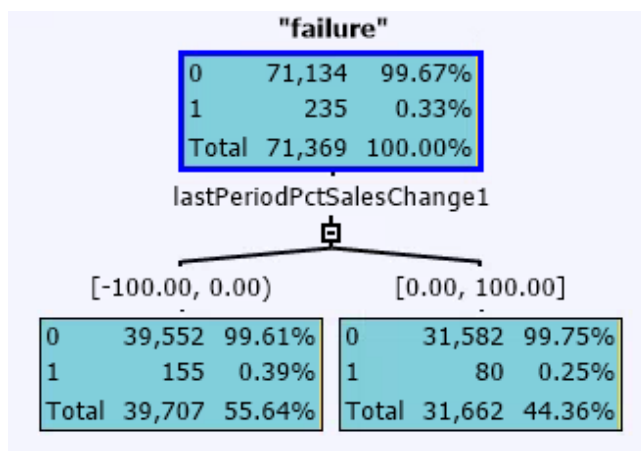 "failure"
0 71,134 99.67%
1 235 0.33%
Total 71,369 100.00%
lastPeriodPctSalesChange1
[-100.00, 0.00) [0.00, 100.00]
0 39,552 99.61% 0 31,582 99.75%
1 155 0.39% 1 80 0.25%
Total 39,707 55.64% Total 31,662 44.36%